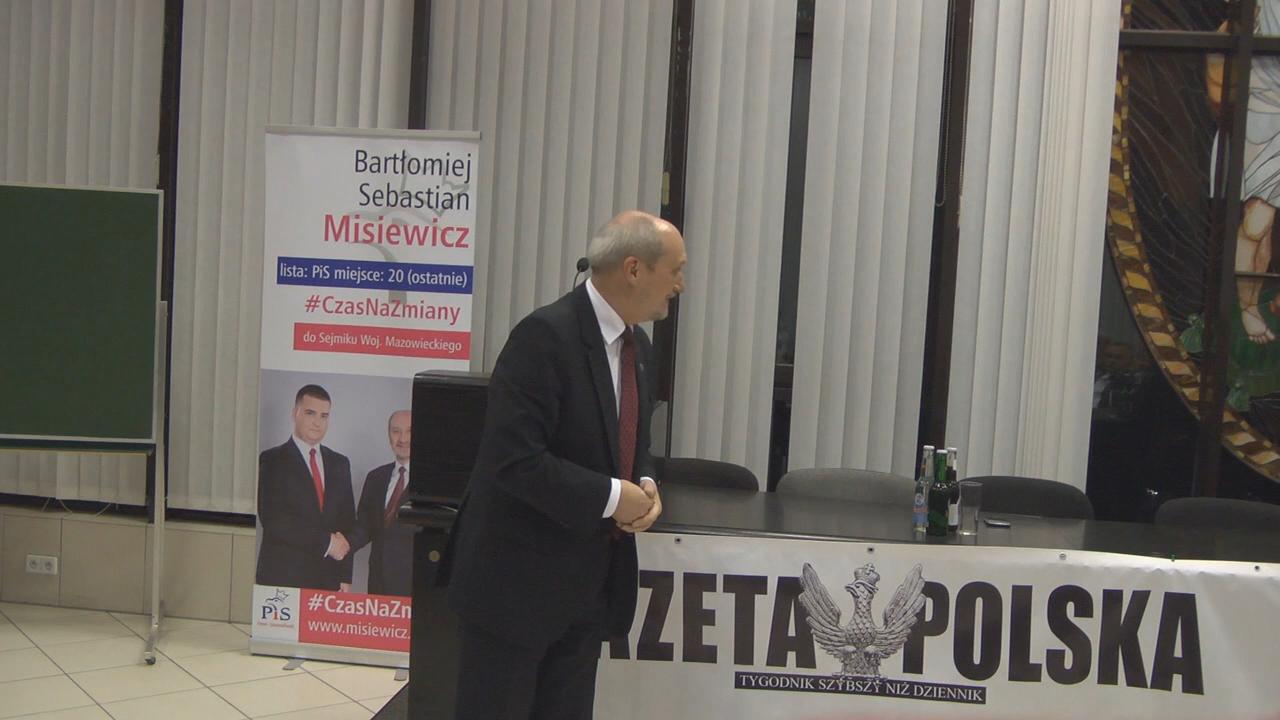 Bartłomiej
Sebastian
Misiewicz
lista: PiS miejsce: 20 (ostatnie)
#CzasNaZmiany
do Sejmiku Woj. Mazowieckiego
PiS
#CzasNaZm
www.misiewicz.
AZETA POLSKA
TYGODNIK SZYBSZY NIŻ DZIENNIK